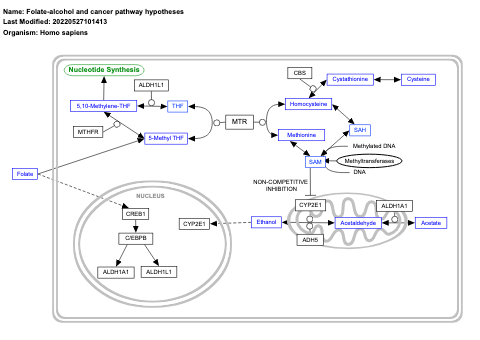 Name: Folate-alcohol and cancer pathway hypotheses
Last Modified: 20220527101413
Organism: Homo sapiens
Nucleotide Synthesis
ALDH1L1
CBS
Cystathionine
Cysteine
5,10-Methylene-THF
THF
Homocysteine
MTR
MTHFR
5-Methyl THF
Methionine
SAH
Methylated DNA
SAM
Methyltransferases
DNA
Folate
NON-COMPETITIVE
INHIBITION
NUCLEUS
CREB1
CYP2E1
Ethanol
CYP2E1
ALDH1A1
Acetaldehyde
Acetate
C/EBPB
ADH5
ALDH1A1
ALDH1L1